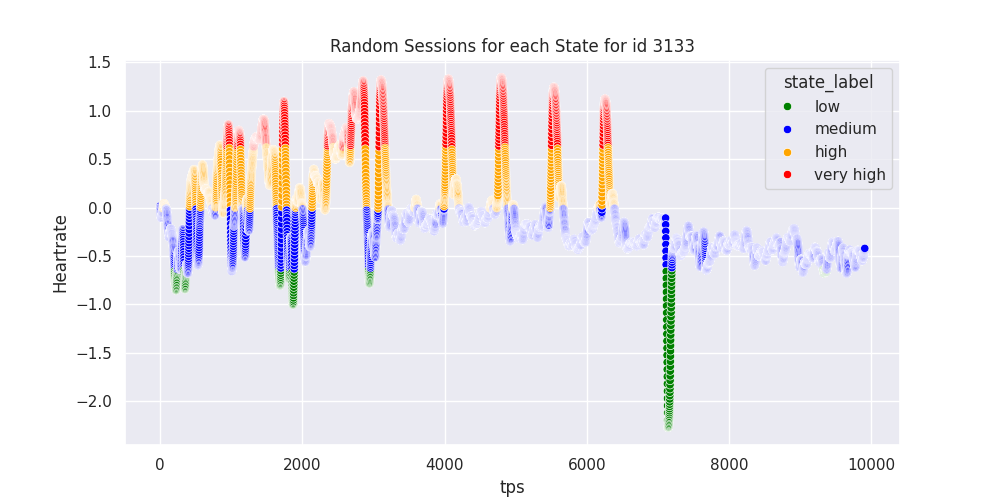 Random Sessions for each State for id 3133
state_label
low
medium
high
very high
Heartrate
1.5
1.0
0.5
0.0
−0.5
−1.0
−1.5
−2.0
0 2000 4000 6000 8000 10000
tps